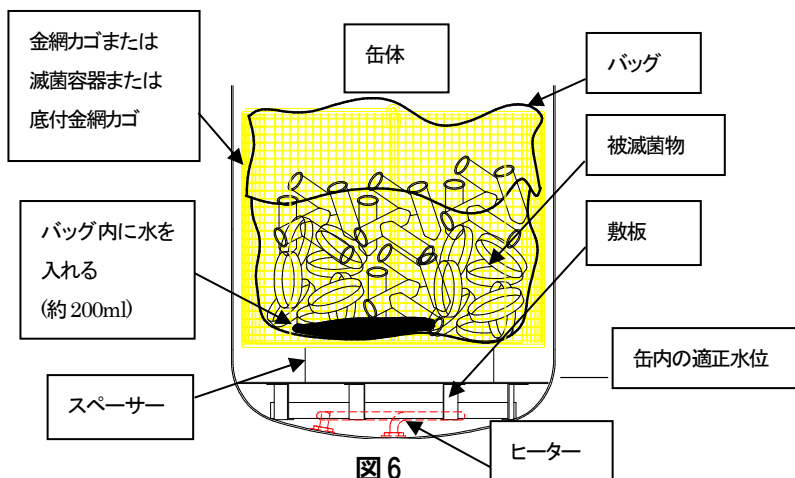 金網カゴまたは
滅菌容器または
底付金網カゴ
缶体
バッグ
被滅菌物
バッグ内に水を
入れる
(約200ml)
敷板
缶内の適正水位
スペーサー
ヒーター
図6